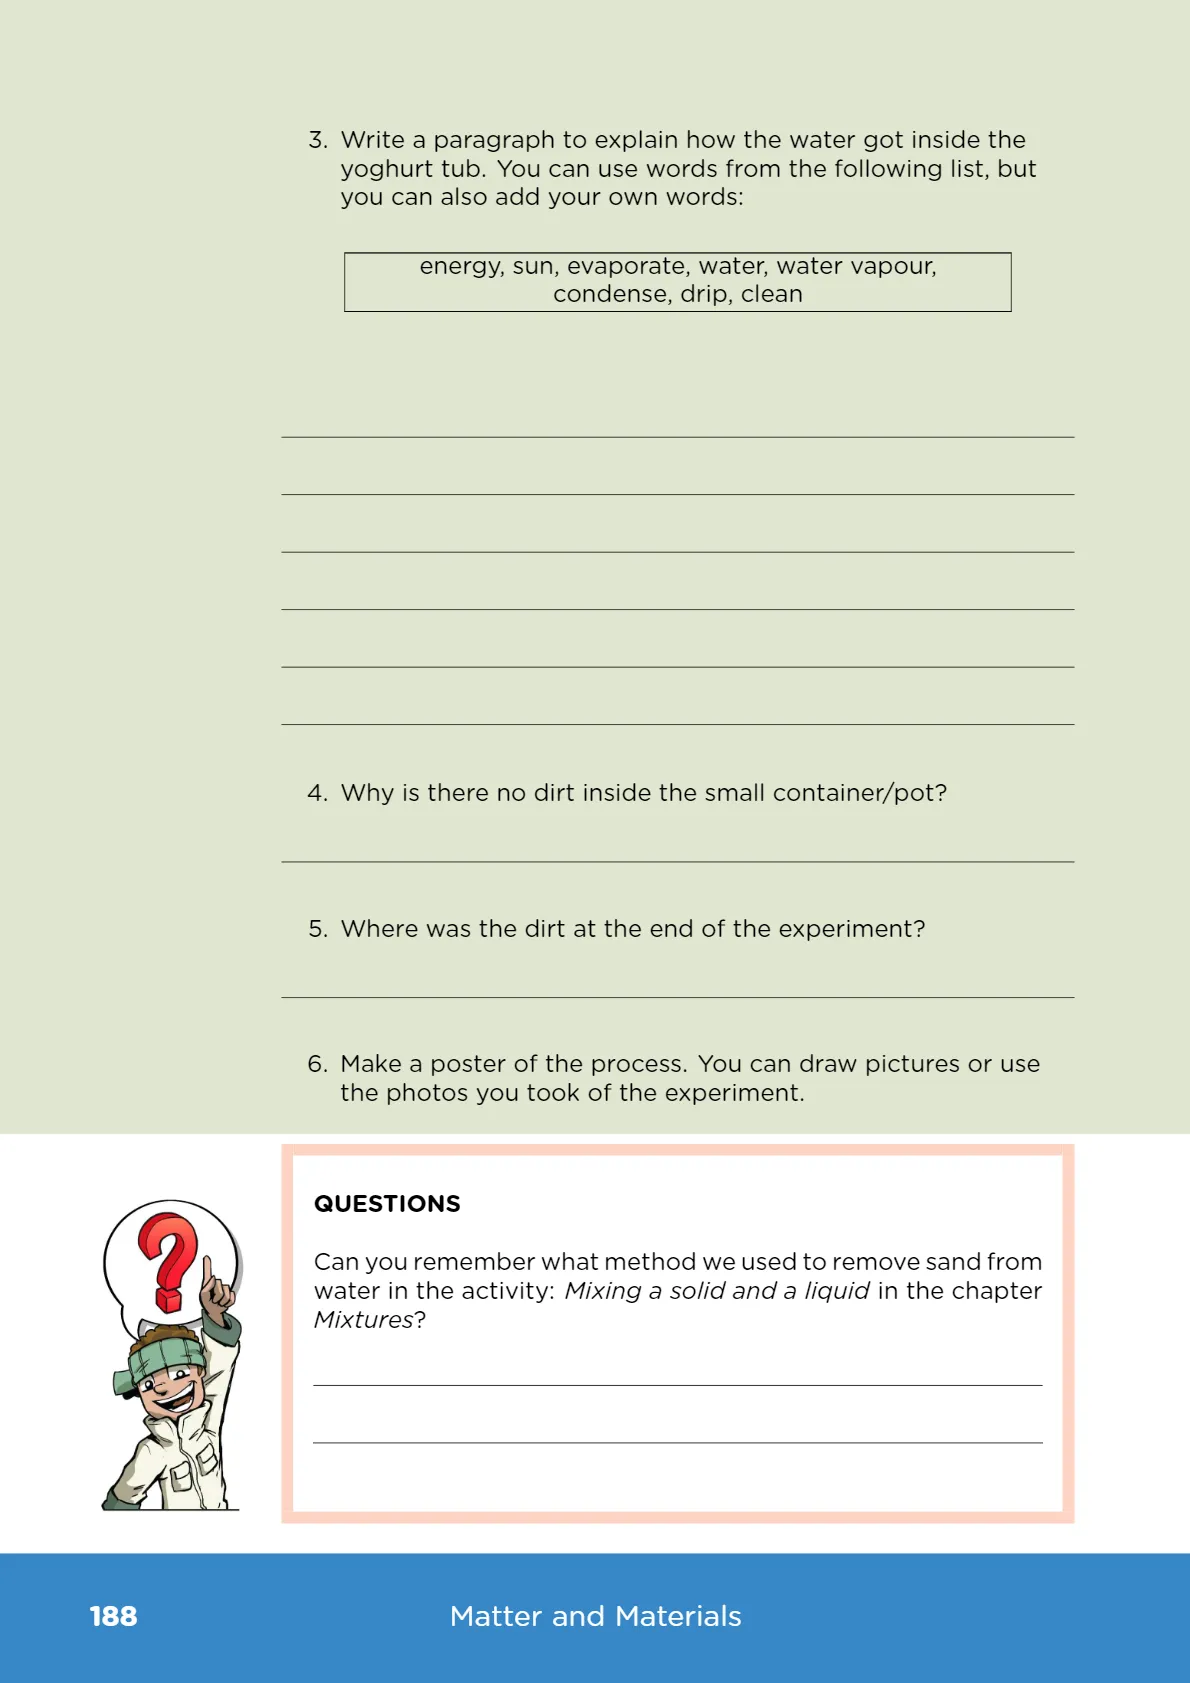 3. Write a paragraph to explain how the water got inside the
yoghurt tub. You can use words from the following list, but
you can also add your own words:
energy, sun, evaporate, water, water vapour,
condense, drip, clean
4. Why is there no dirt inside the small container/pot?
5. Where was the dirt at the end of the experiment?
6. Make a poster of the process. You can draw pictures or use
the photos you took of the experiment.
QUESTIONS
Can you remember what method we used to remove sand from
water in the activity: Mixing a solid and a liquid in the chapter
Mixtures?
188 Matter and Materials